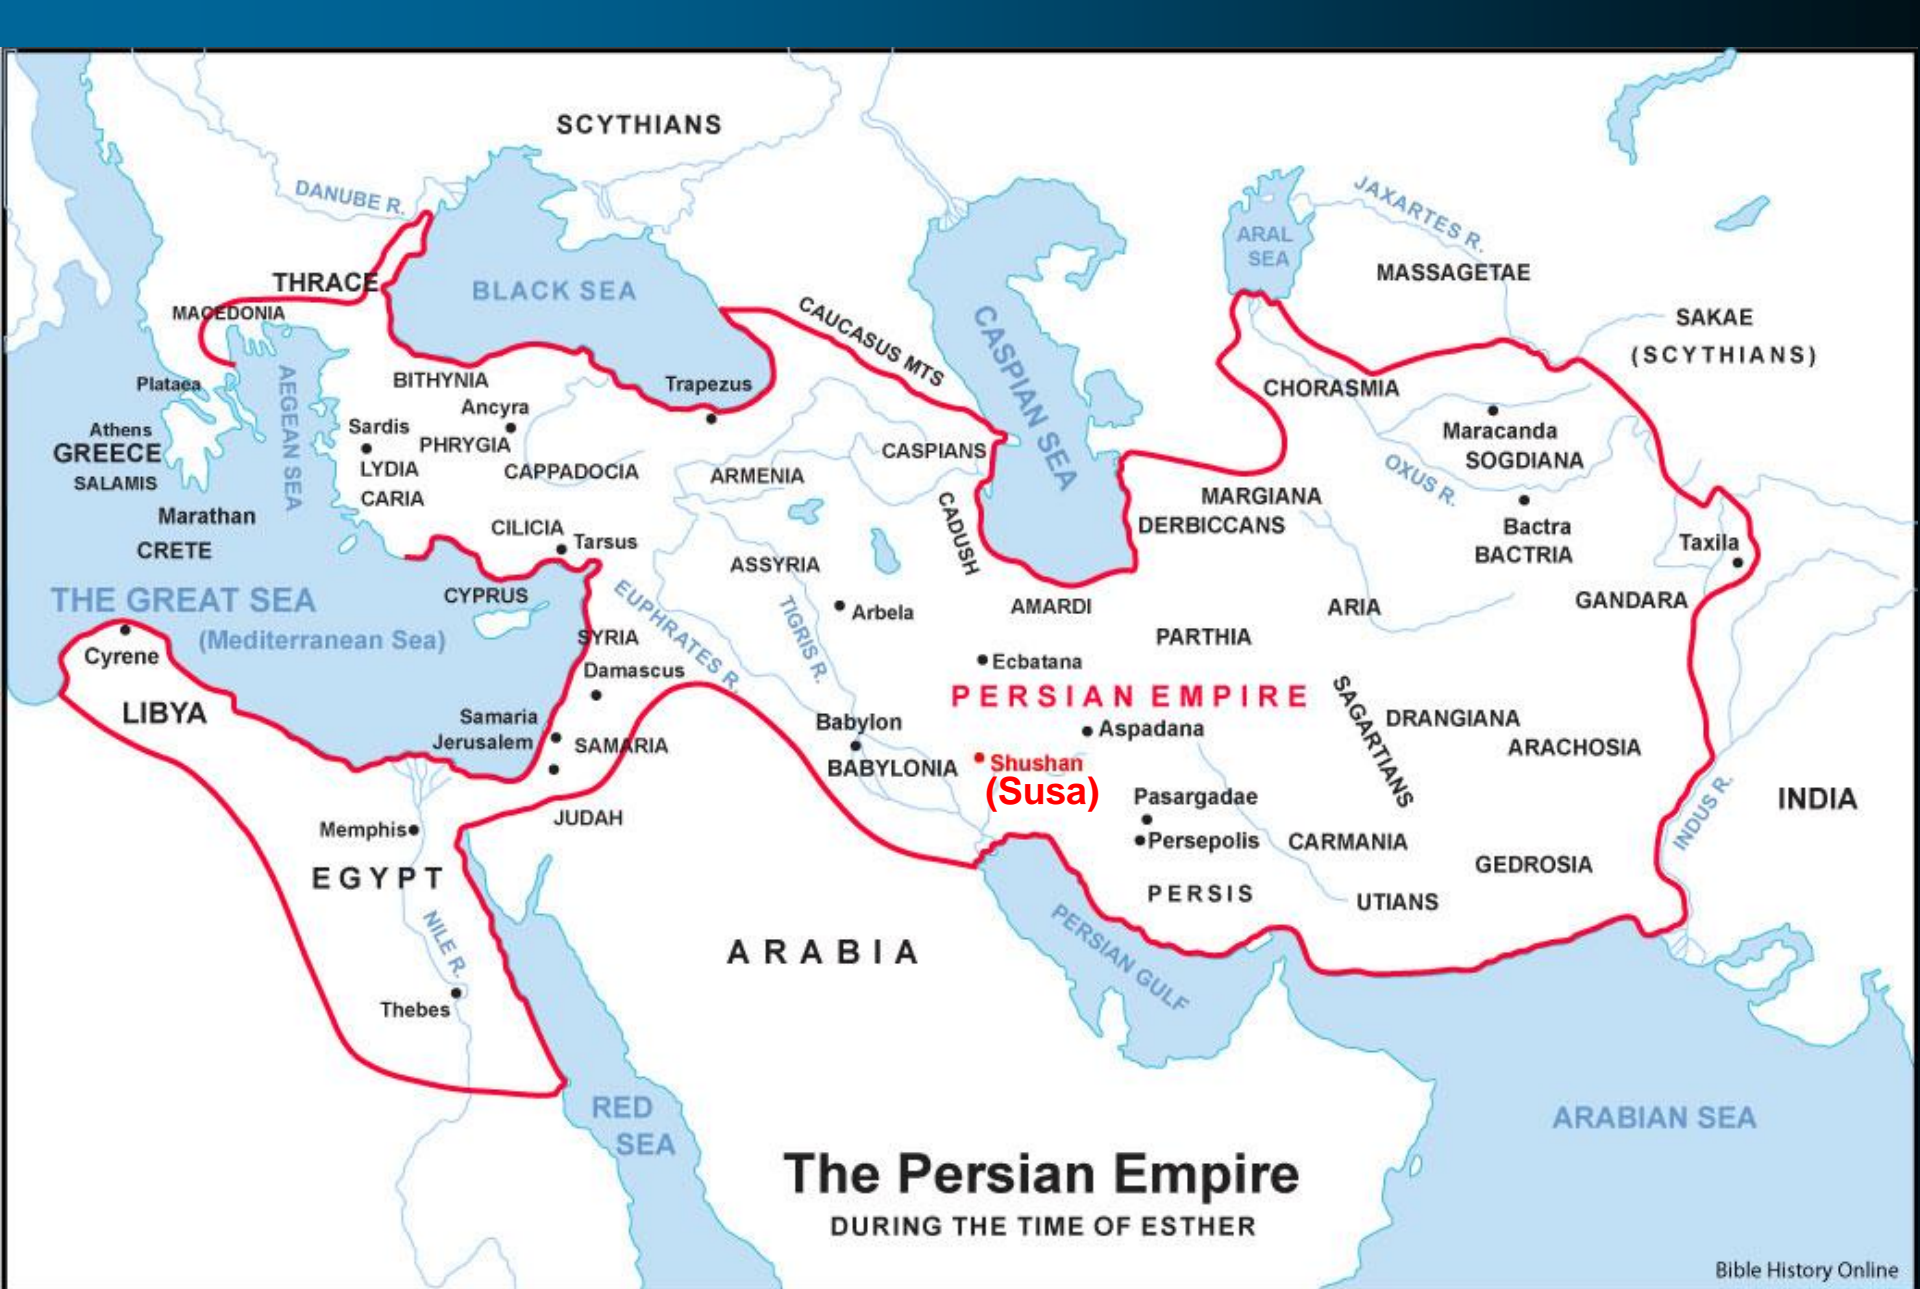 SCYTHIANS
DANUBE R.
JAXARTES R.
ARAL
SEA
THRACE
BLACK SEA
MASSAGETAE
MACEDONIA
CAUCASUS MTS
CASPIAN SEA
SAKAE
(SCYTHIANS)
Plataea
AEGEAN SEA
BITHYNIA
Trapezus
CHORASMIA
Ancyra
Athens
Sardis
PHRYGIA
GREECE
LYDIA
CAPPADOCIA
ARMENIA
CASPIANS
Maracanda
SOGDIANA
OXUS R.
SALAMIS
CARIA
MARGIANA
Marathan
CILICIA
Tarsus
CADUSH
DERBICCANS
Bactra
BACTRIA
Taxila
CRETE
ASSYRIA
THE GREAT SEA
(Mediterranean Sea)
CYPRUS
EUPHRATES R.
TIGRIS R.
Arbela
AMARDI
ARIA
GANDARA
Cyrene
SYRIA
PARTHIA
Damascus
Ecbatana
PERSIAN EMPIRE
SAGARTIANS
LIBYA
Samaria
Jerusalem
SAMARIA
Babylon
BABYLONIA
Aspadana
DRANGIANA
ARACHOSIA
Shushan
(Susa)
Pasargadae
INDUS R.
INDIA
JUDAH
Memphis
Persepolis
CARMANIA
EGYPT
GEDROSIA
PERSIS
UTIANS
NILE R.
ARABIA
PERSIAN GULF
Thebes
RED
SEA
ARABIAN SEA
The Persian Empire
DURING THE TIME OF ESTHER
Bible History Online